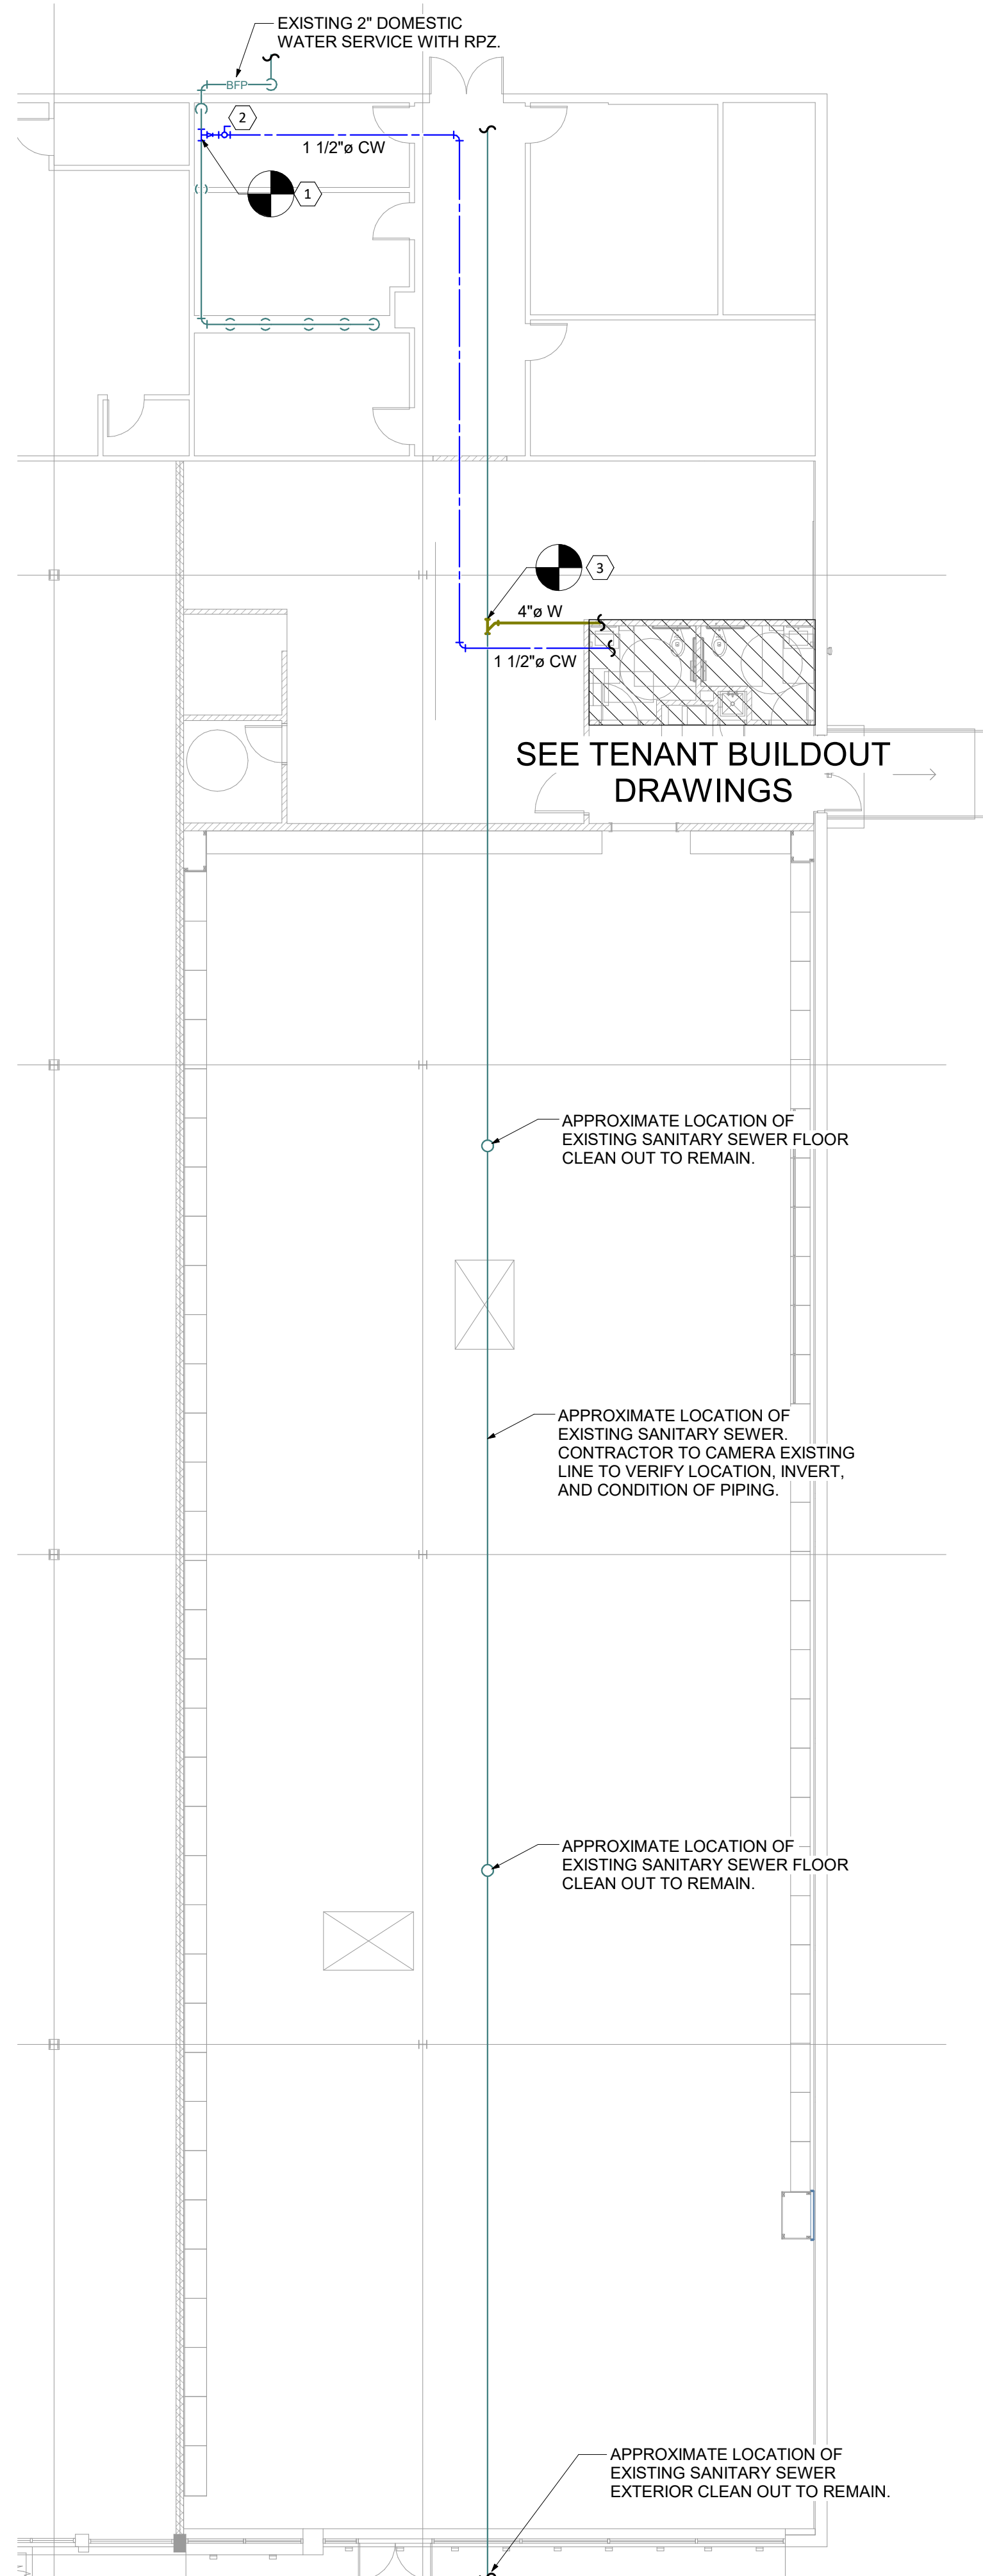 EXISTING 2" DOMESTIC
WATER SERVICE WITH RPZ.
BFP
2
1 1/2"ø CW
1
3
4"ø W
1 1/2"ø CW
SEE TENANT BUILDOUT
DRAWINGS
APPROXIMATE LOCATION OF
EXISTING SANITARY SEWER FLOOR
CLEAN OUT TO REMAIN.
APPROXIMATE LOCATION OF
EXISTING SANITARY SEWER.
CONTRACTOR TO CAMERA EXISTING
LINE TO VERIFY LOCATION, INVERT,
AND CONDITION OF PIPING.
APPROXIMATE LOCATION OF
EXISTING SANITARY SEWER FLOOR
CLEAN OUT TO REMAIN.
APPROXIMATE LOCATION OF
EXISTING SANITARY SEWER
EXTERIOR CLEAN OUT TO REMAIN.